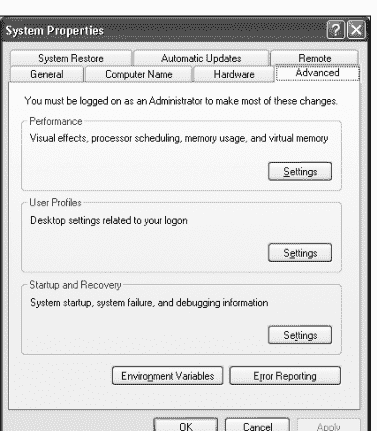 System Properties
System Restore Automatic Updates Remote
General Computer Name Hardware Advanced
You must be logged on as an Administrator to make most of these changes.
Performance
Visual effects, processor scheduling, memory usage, and virtual memory
Settings
User Profiles
Desktop settings related to your logon
Settings
Startup and Recovery
System startup, system failure, and debugging information
Settings
Environment Variables Error Reporting
OK Cancel Apply